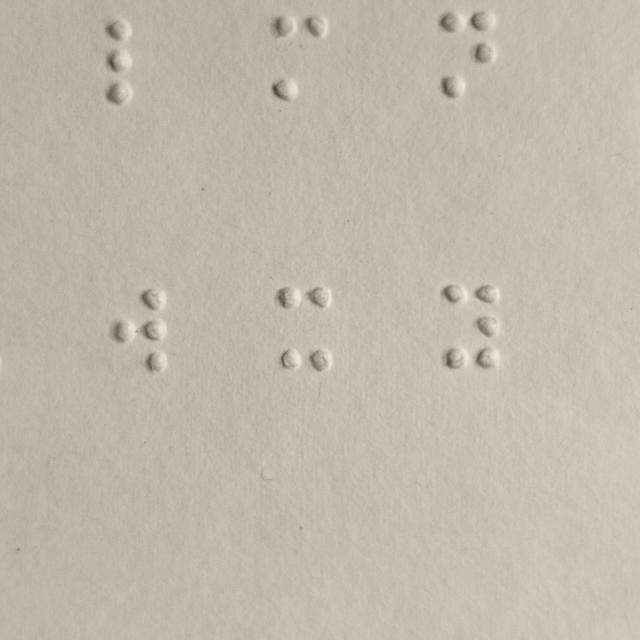 ⠇ ⠍ ⠝
⠺ ⠭ ⠽